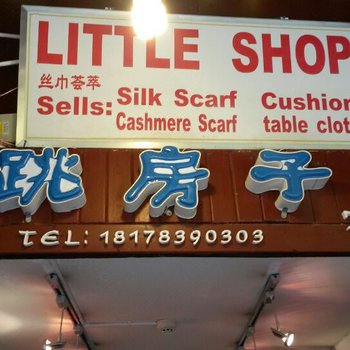 LITTLE SHOP
丝巾荟萃
Sells: Silk Scarf Cushion
Cashmere Scarf table clot
跳房子
TEL: 18178390303